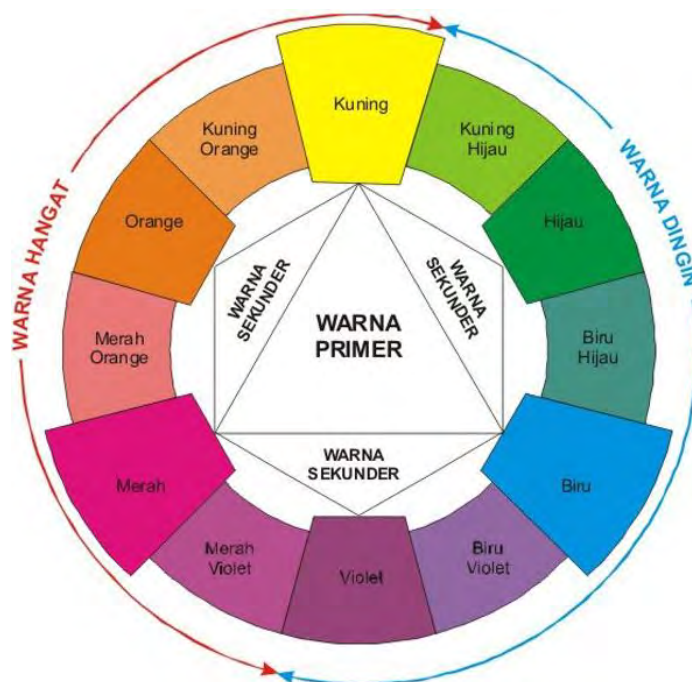 Kuning
Kuning
Orange
Kuning
Hijau
Orange
Hijau
WARNA HANGAT
WARNA DINGIN
WARNA
SEKUNDER
WARNA
SEKUNDER
WARNA
PRIMER
Merah
Orange
Biru
Hijau
WARNA
SEKUNDER
Merah
Biru
Merah
Violet
Violet
Biru
Violet